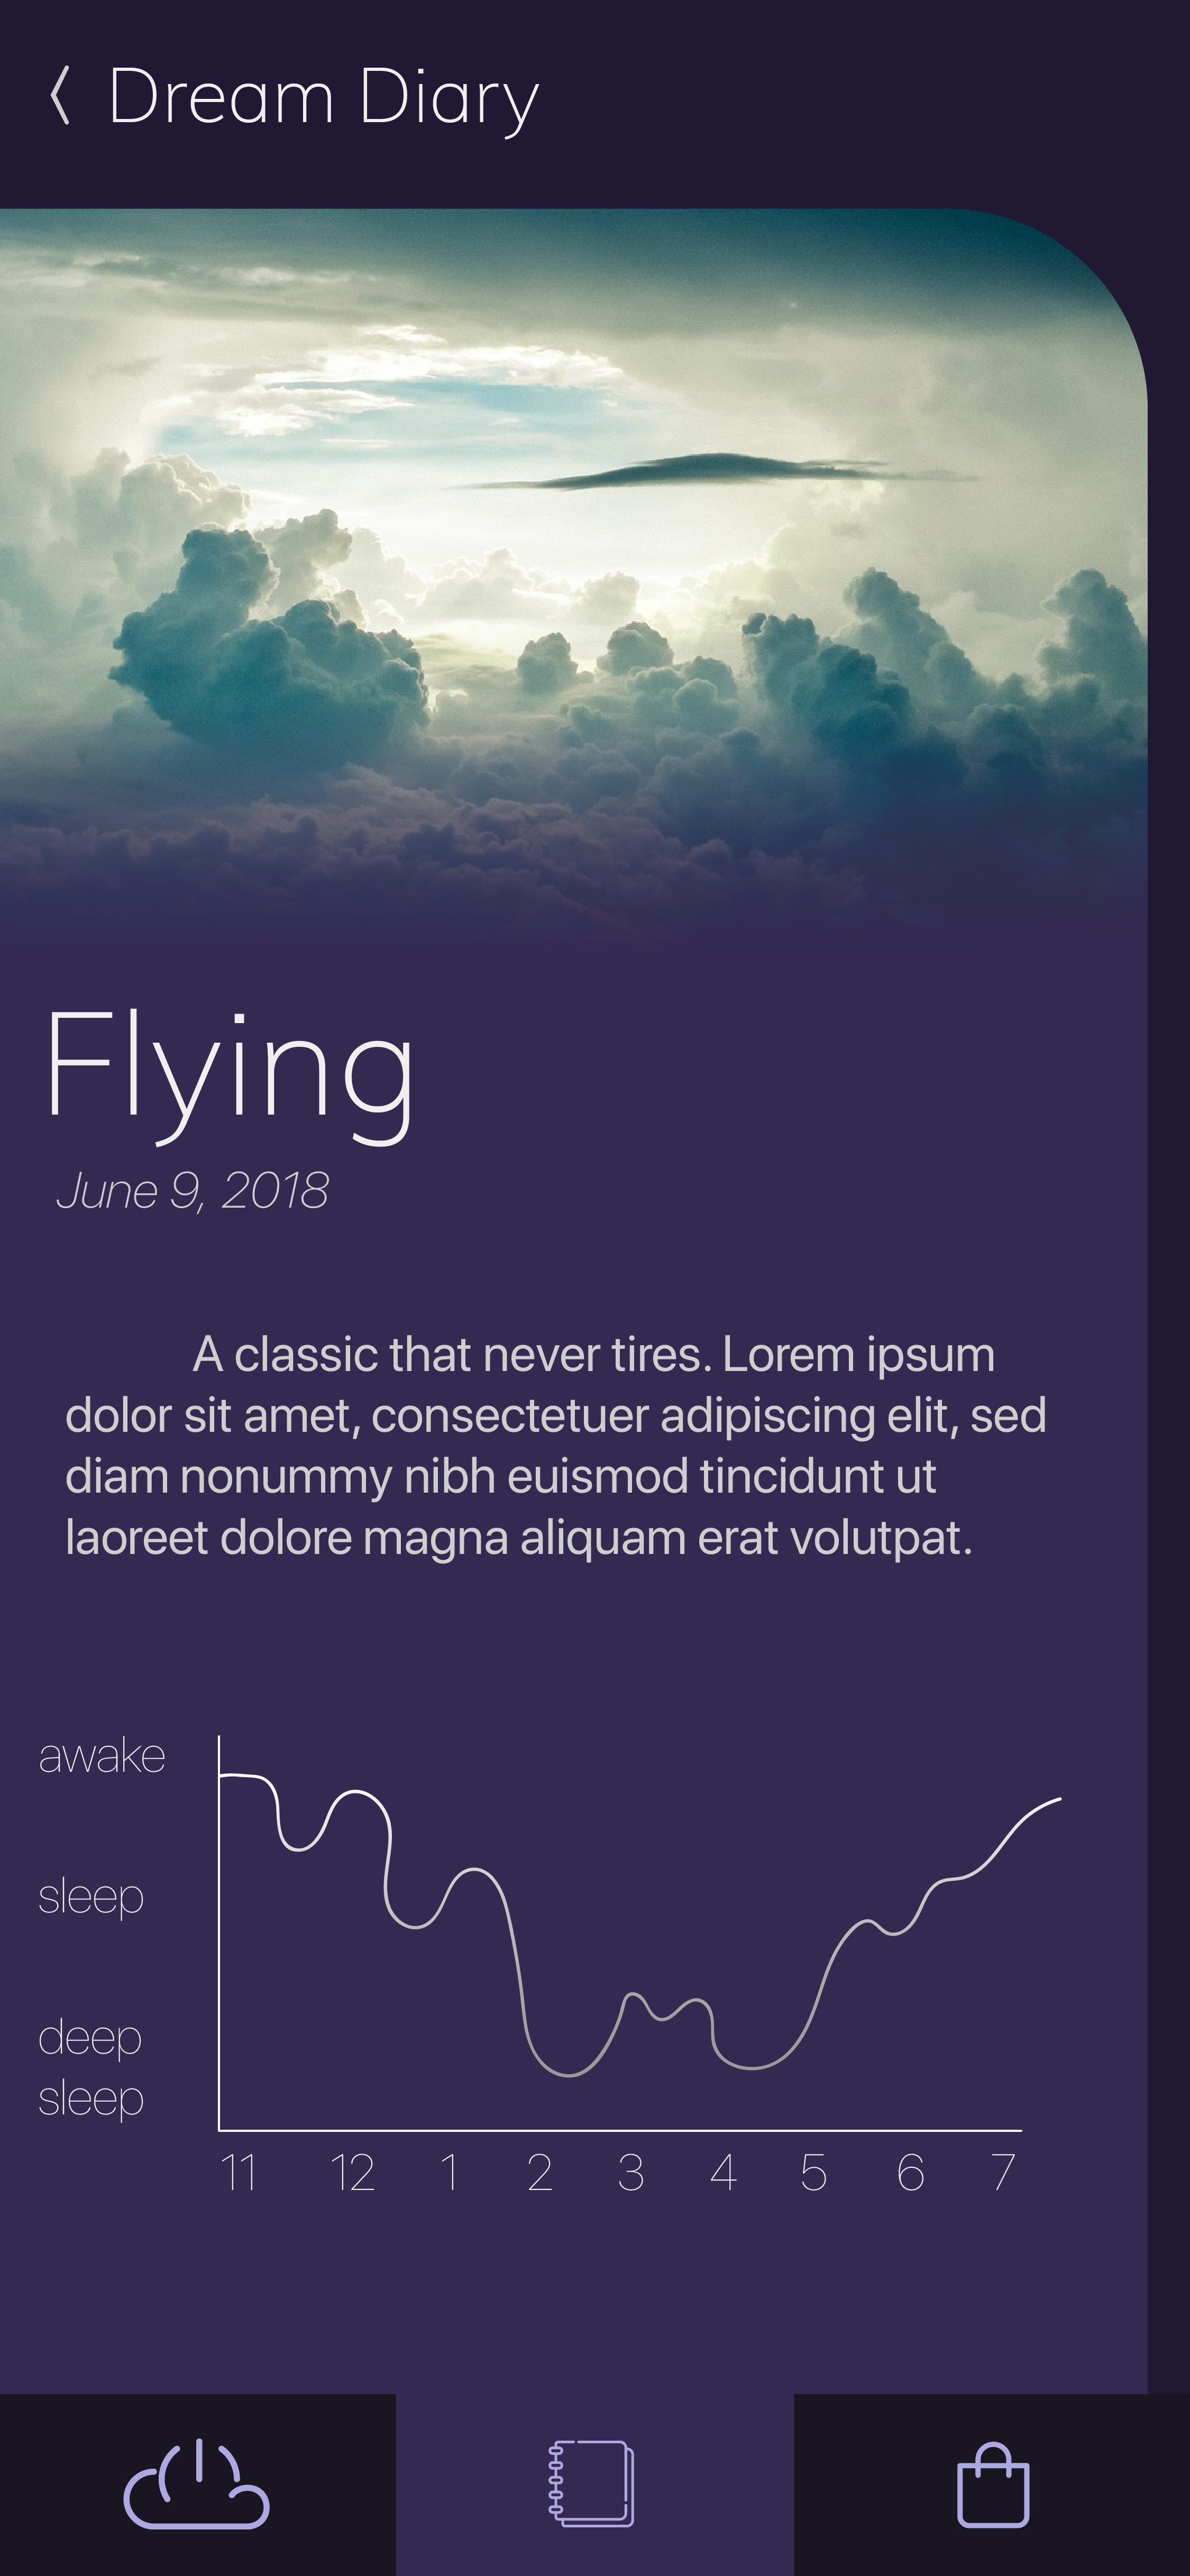 Dream Diary
Flying
June 9, 2018
A classic that never tires. Lorem ipsum
dolor sit amet, consectetuer adipiscing elit, sed
diam nonummy nibh euismod tincidunt ut
laoreet dolore magna aliquam erat volutpat.
awake
sleep
deep
sleep
11 12 1 2 3 4 5 6 7